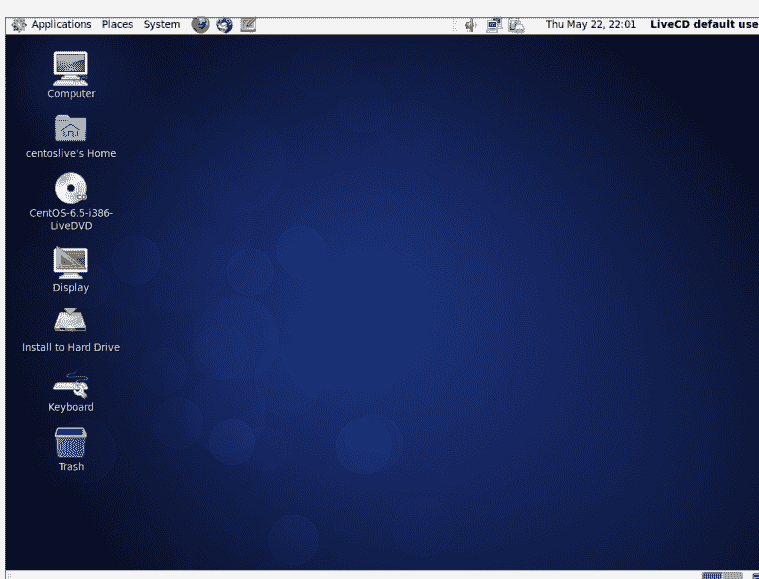 Applications Places System Thu May 22, 22:01 LiveCD default use
Computer
centoslive's Home
CentOS-6.5-i386-
LiveDVD
Display
Install to Hard Drive
Keyboard
Trash